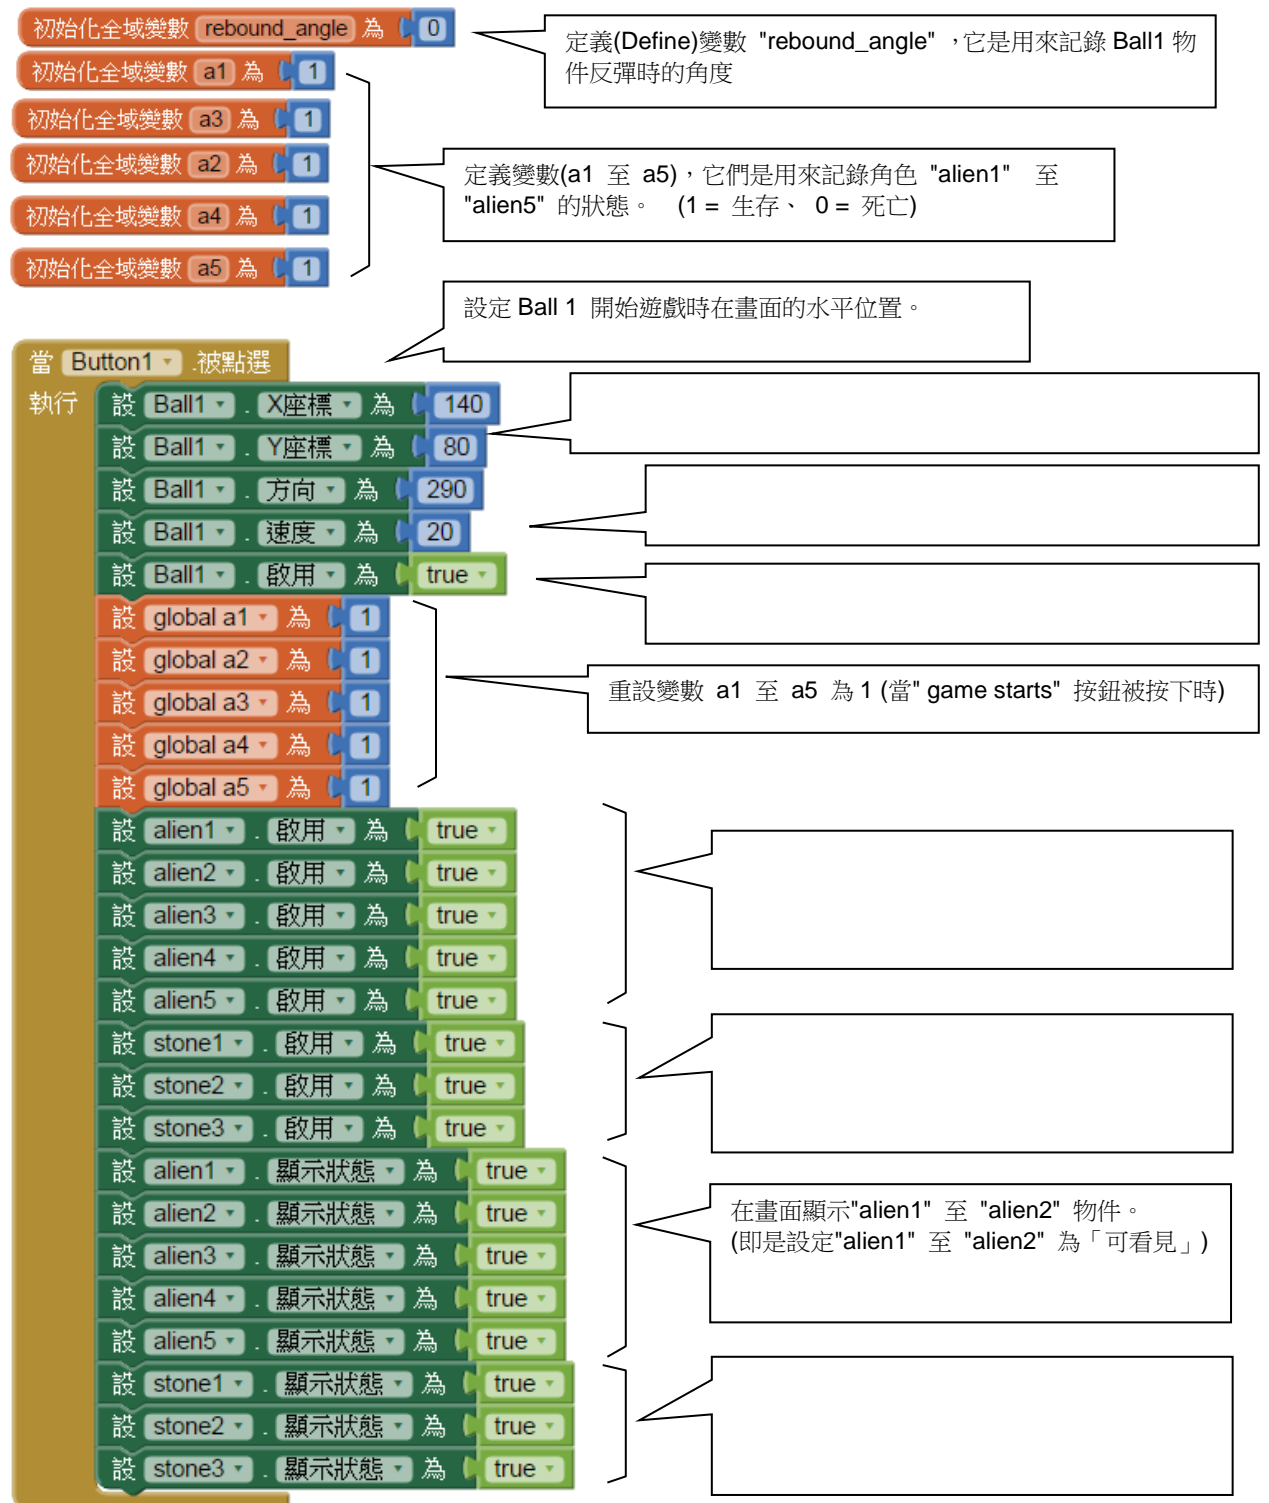 初始化全域變數 rebound_angle 為 0
定義(Define)變數 "rebound_angle" ,它是用來記錄 Ball1 物
件反彈時的角度
初始化全域變數 a1 為 1
初始化全域變數 a3 為 1
初始化全域變數 a2 為 1
初始化全域變數 a4 為 1
初始化全域變數 a5 為 1
定義變數(a1 至 a5),它們是用來記錄角色 "alien1" 至
"alien5" 的狀態。 (1 = 生存、 0 = 死亡)
設定 Ball 1 開始遊戲時在畫面的水平位置。
當 Button1 .被點選
執行 設 Ball1 . X座標 為 140
設 Ball1 . Y座標 為 80
設 Ball1 . 方向 為 290
設 Ball1 . 速度 為 20
設 Ball1 . 啟用 為 true
設 global a1 為 1
設 global a2 為 1
設 global a3 為 1
設 global a4 為 1
設 global a5 為 1
重設變數 a1 至 a5 為 1 (當" game starts" 按鈕被按下時)
設 alien1 . 啟用 為 true
設 alien2 . 啟用 為 true
設 alien3 . 啟用 為 true
設 alien4 . 啟用 為 true
設 alien5 . 啟用 為 true
設 stone1 . 啟用 為 true
設 stone2 . 啟用 為 true
設 stone3 . 啟用 為 true
設 alien1 . 顯示狀態 為 true
設 alien2 . 顯示狀態 為 true
設 alien3 . 顯示狀態 為 true
設 alien4 . 顯示狀態 為 true
設 alien5 . 顯示狀態 為 true
在畫面顯示"alien1" 至 "alien2" 物件。
(即是設定"alien1" 至 "alien2" 為「可看見」)
設 stone1 . 顯示狀態 為 true
設 stone2 . 顯示狀態 為 true
設 stone3 . 顯示狀態 為 true